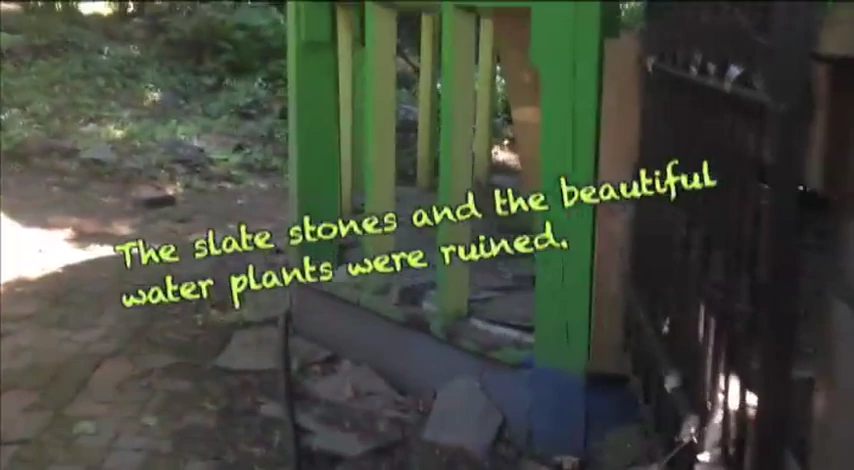 The slate stones and the beautiful
water plants were ruined.